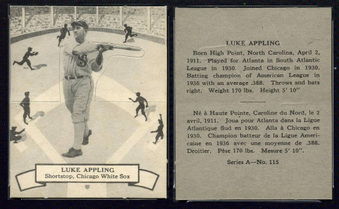 LUKE APPLING
Shortstop, Chicago White Sox
LUKE APPLING
Born High Point, North Caroline, April 2,
1911. Played for Atlanta in South Atlantic
League in 1930. Joined Chicago in 1930.
Batting champion of American League in
1936 with an average of .388. Throws and bats
right. Weight 170 lbs. Height 5' 10"
Né à Haute Pointe, Caroline du Nord, le 2
avril, 1911. Joua pour Atlanta dans la Ligue
Atlantique Sud en 1930. Alla à Chicago en
1930. Champion batteur de la Ligue Améri-
caine en 1936 avec une moyenne de .388.
Droitier. Pèse 170 lbs. Mesure 5' 10".
Series A—No. 115